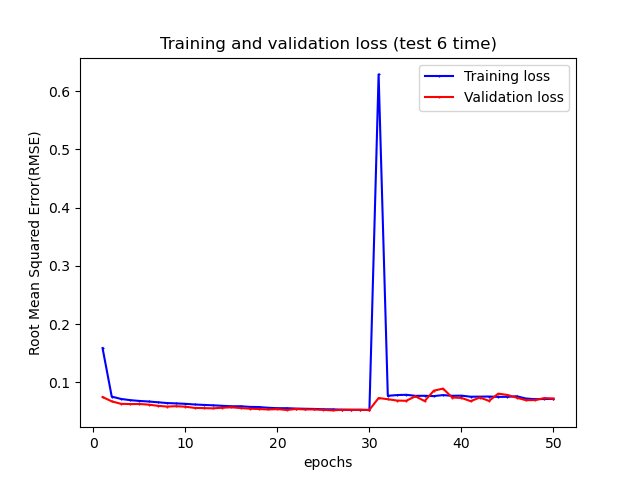 Training and validation loss (test 6 time)
Training loss
Validation loss
Root Mean Squared Error(RMSE)
0.6
0.5
0.4
0.3
0.2
0.1
0 10 20 30 40 50
epochs